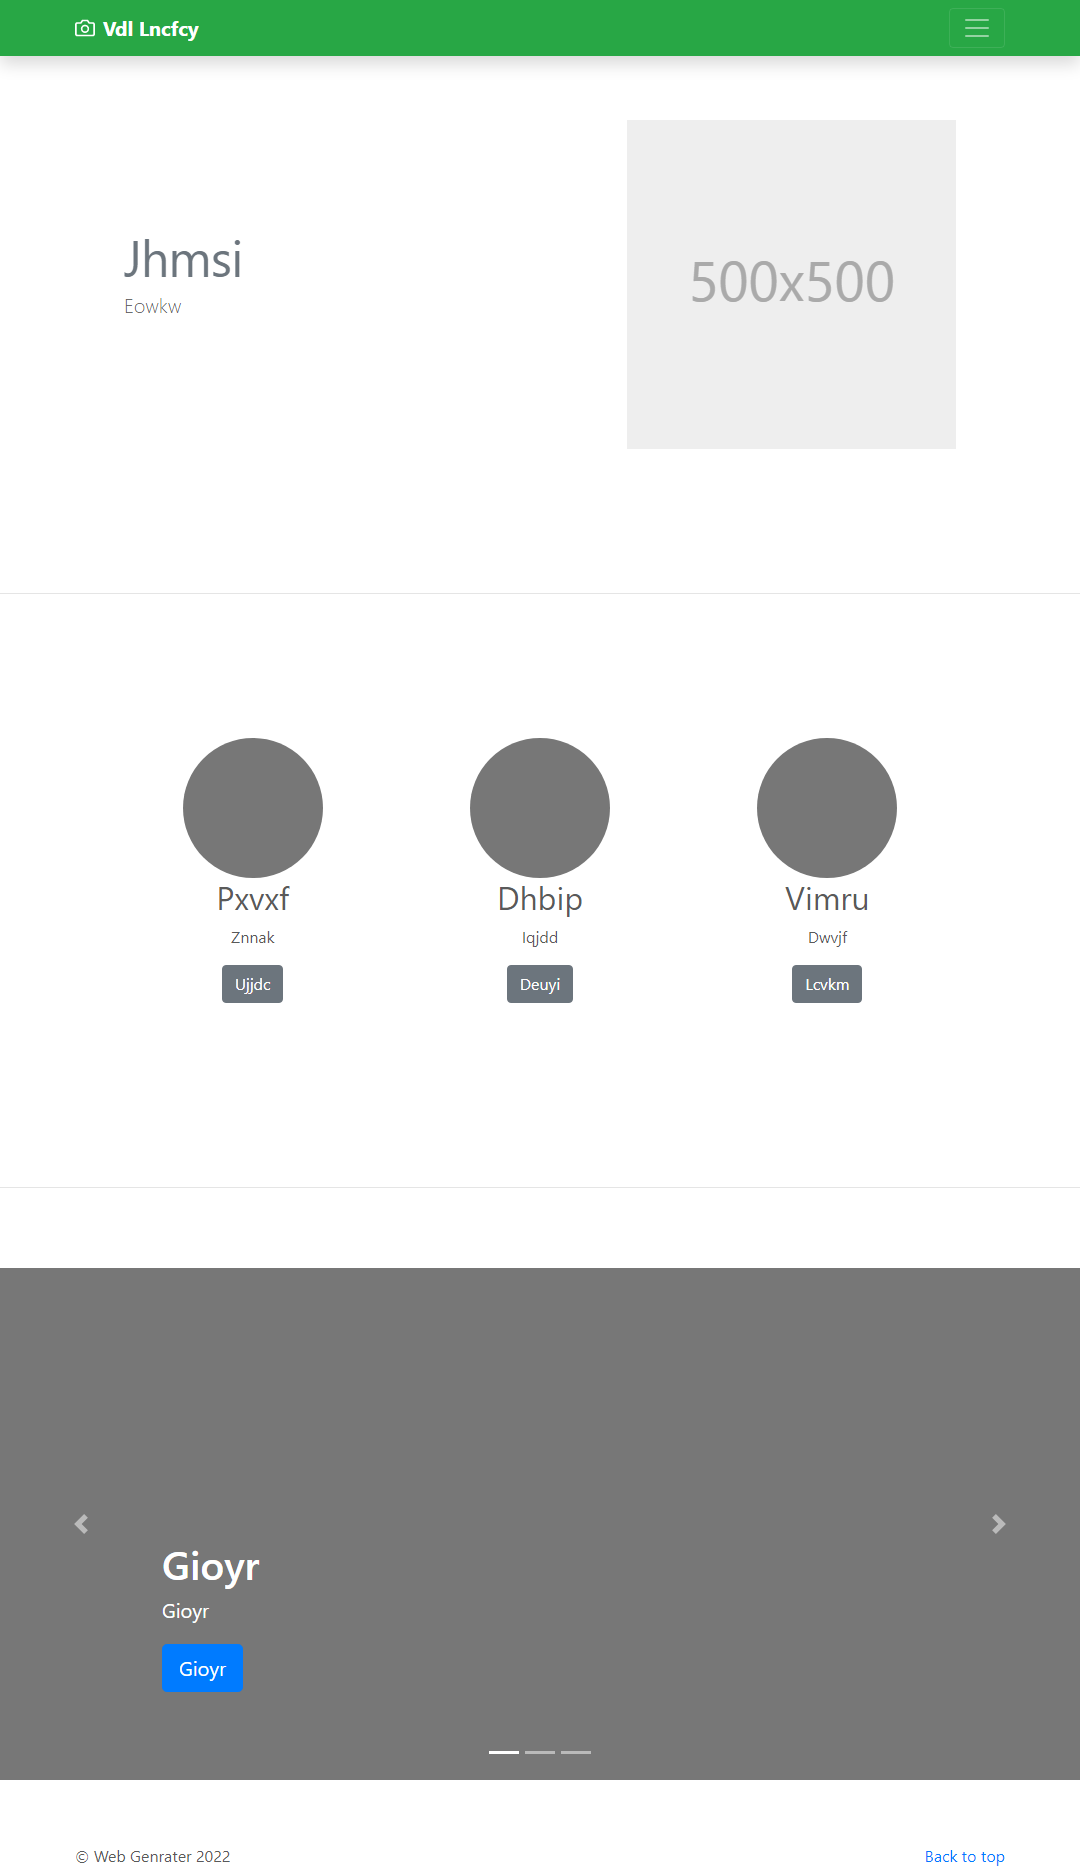 Vdl Lncfcy
Jhmsi
Eowkw
500x500
Pxvxf
Znnak
Ujjdc
Dhbip
Iqjdd
Deuyi
Vimru
Dwvjf
Lcvkm
Gioyr
Gioyr
Gioyr
© Web Genrater 2022
Back to top